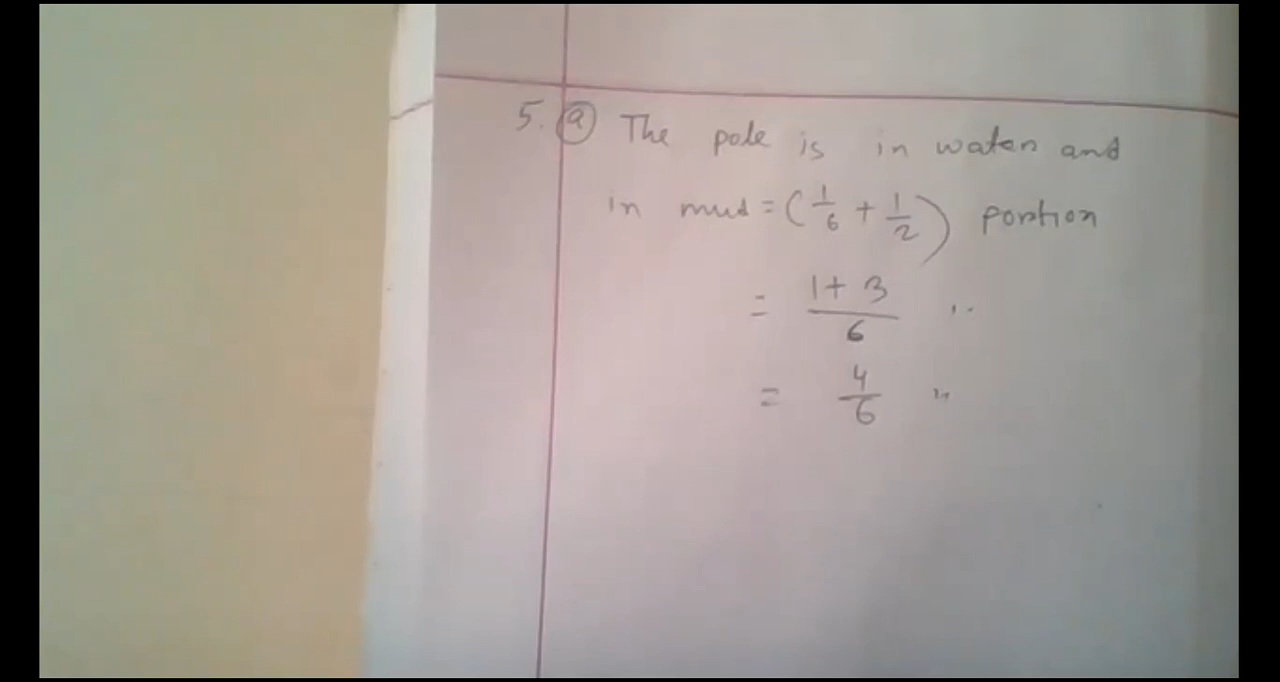 5. (a) The pole is in water and
in mud = (1/6 + 1/2) portion
= 1+3/6 ,,
= 4/6 ,,